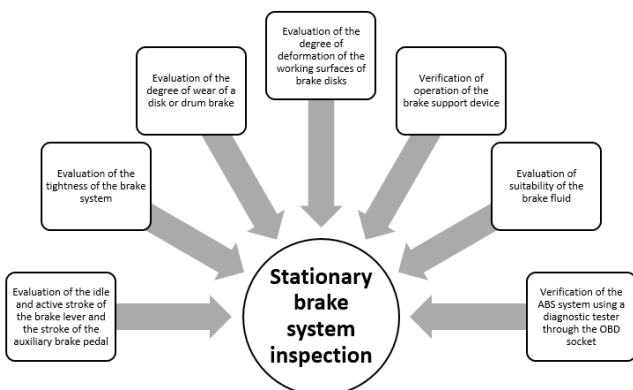 Evaluation of the
degree of
deformation of the
working surfaces of
brake disks
Evaluation of the
degree of wear of a
disk or drum brake
Verification of
operation of the
brake support device
Evaluation of the
tightness of the brake
system
Evaluation of
suitability of the
brake fluid
Evaluation of the idle
and active stroke of
the brake lever and
the stroke of the
auxiliary brake pedal
Stationary
brake
system
inspection
Verification of the
ABS system using a
diagnostic tester
through the OBD
socket